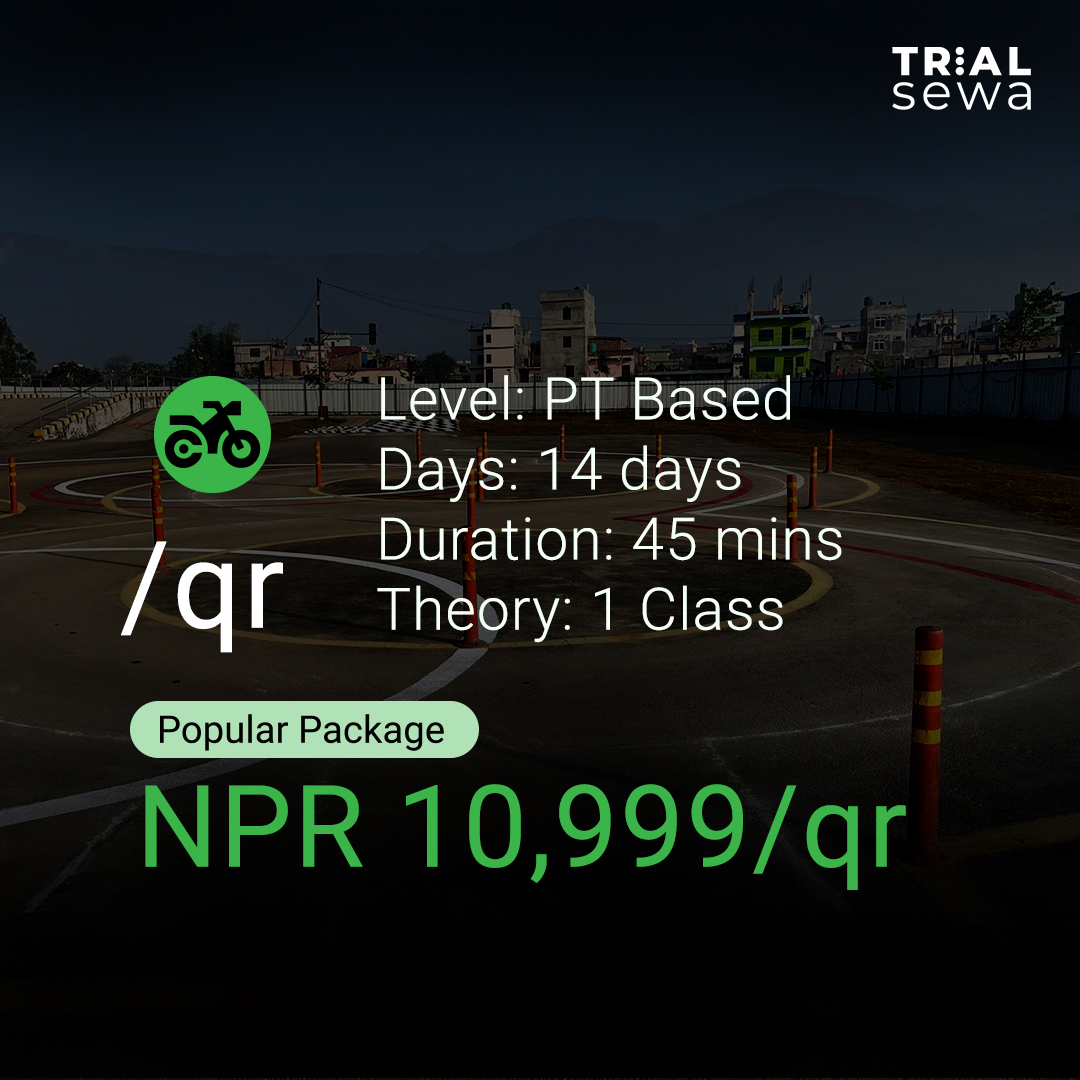 TRIAL
sewa
Level: PT Based
Days: 14 days
Duration: 45 mins
Theory: 1 Class
/qr
Popular Package
NPR 10,999/qr